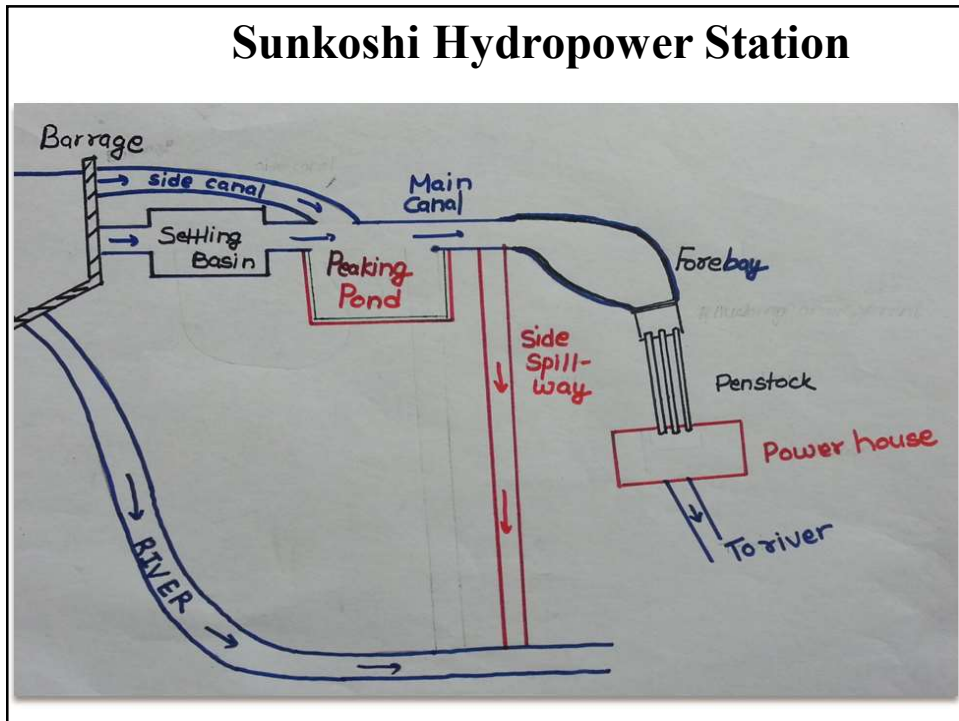 Sunkoshi Hydropower Station
Barrage
side canal
Main
Canal
Settling
Basin
Peaking
Pond
Forebay
Side
Spill-
way
Penstock
Power house
To river
RIVER